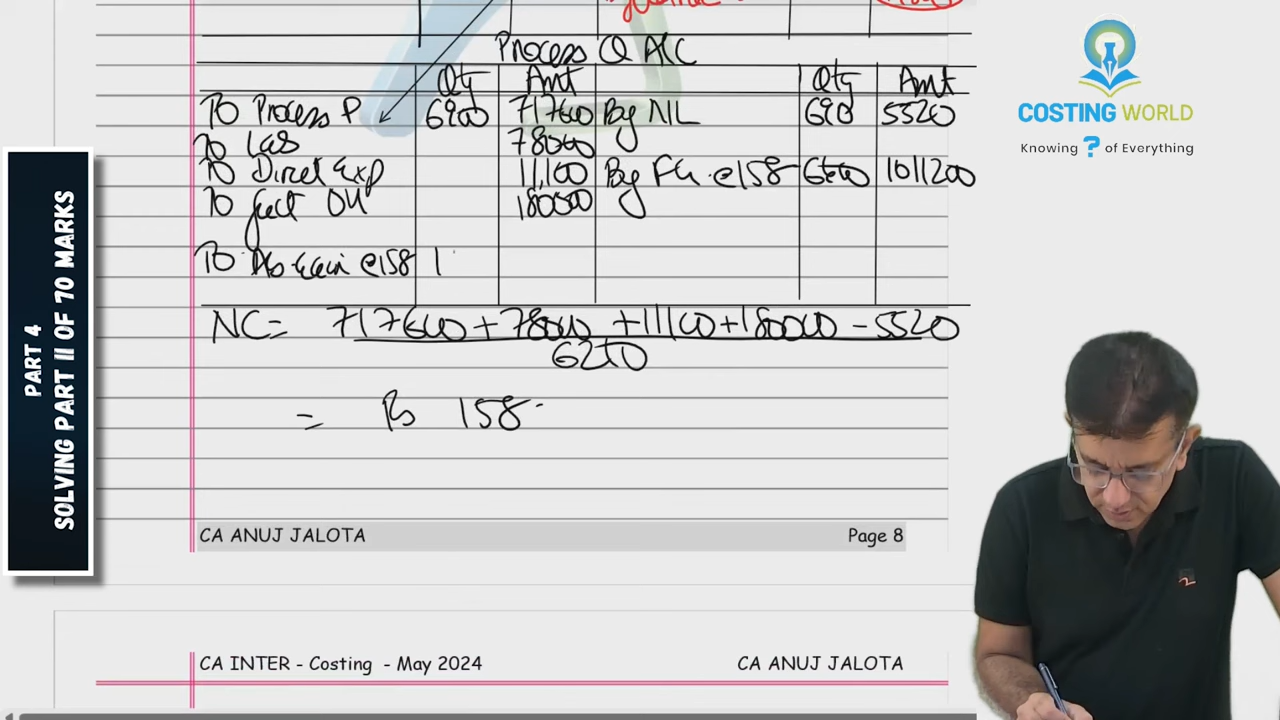 Process Q A/C
Qty Amt Qty Amt
To Process P 6900 717600 By NL 690 5520
To Lab 78000
To Direct Exp 11,100 By FG @158 6400 1011200
To fact OH 180000
To Ab Gain @158 1
NC = 717600 + 78000 + 11100 + 180000 - 5520
6210
= Rs 158
CA ANUJ JALOTA Page 8
CA INTER - Costing - May 2024 CA ANUJ JALOTA
PART 4
SOLVING PART II OF 70 MARKS
COSTING WORLD
Knowing ? of Everything